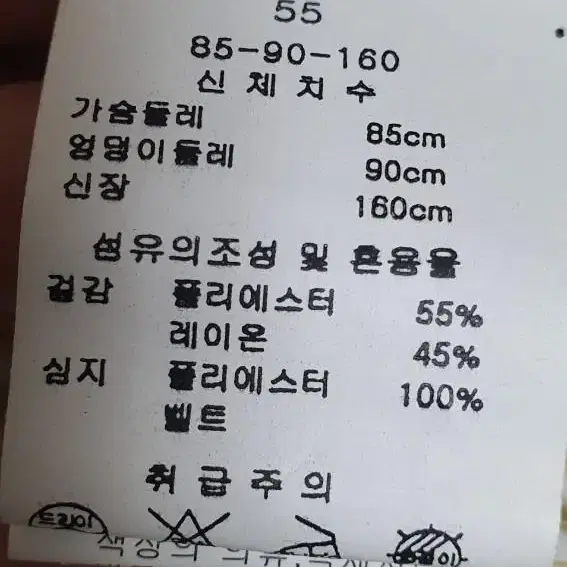 55
85-90-160
신체치수
가슴둘레 85cm
엉덩이둘레 90cm
신장 160cm
섬유의조성 및 혼용율
겉감 폴리에스터 55%
레이온 45%
심지 폴리에스터 100%
벨트
취급주의
드라이
색상의